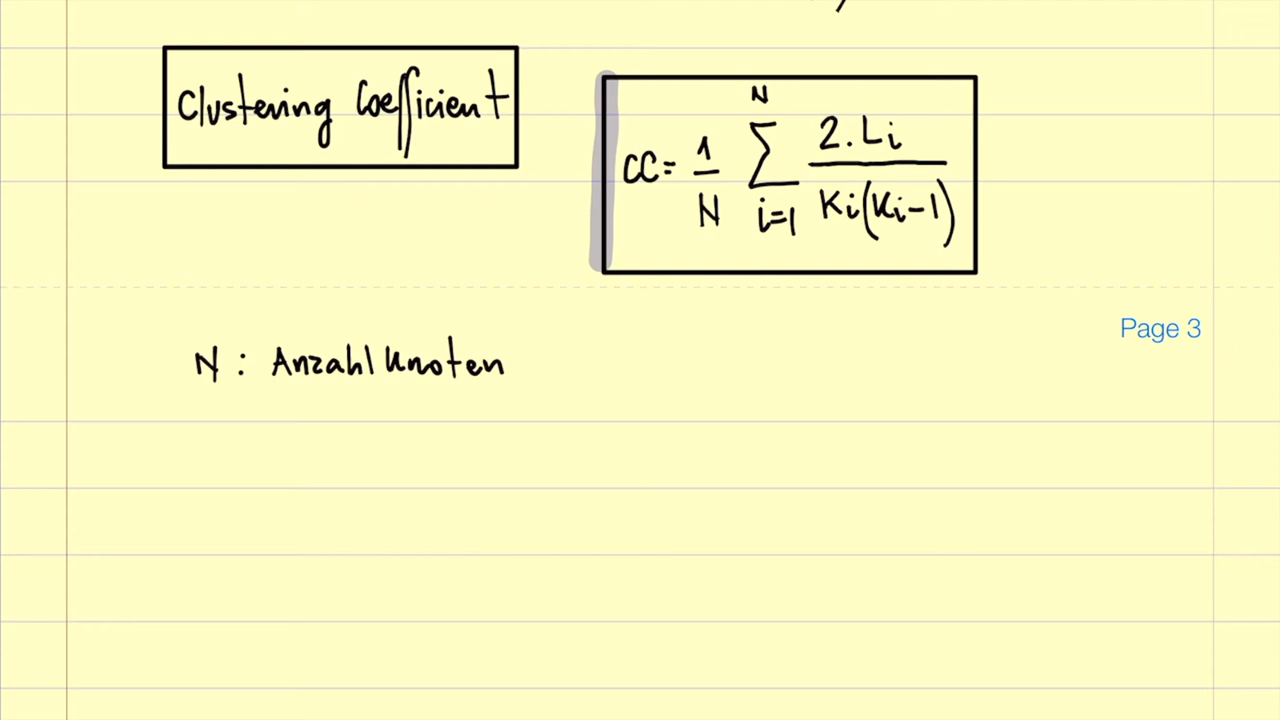 Clustering Coefficient
CC = 1/N ∑_{i=1}^{N} 2.Li / Ki(Ki-1)
Page 3
N : Anzahl Knoten